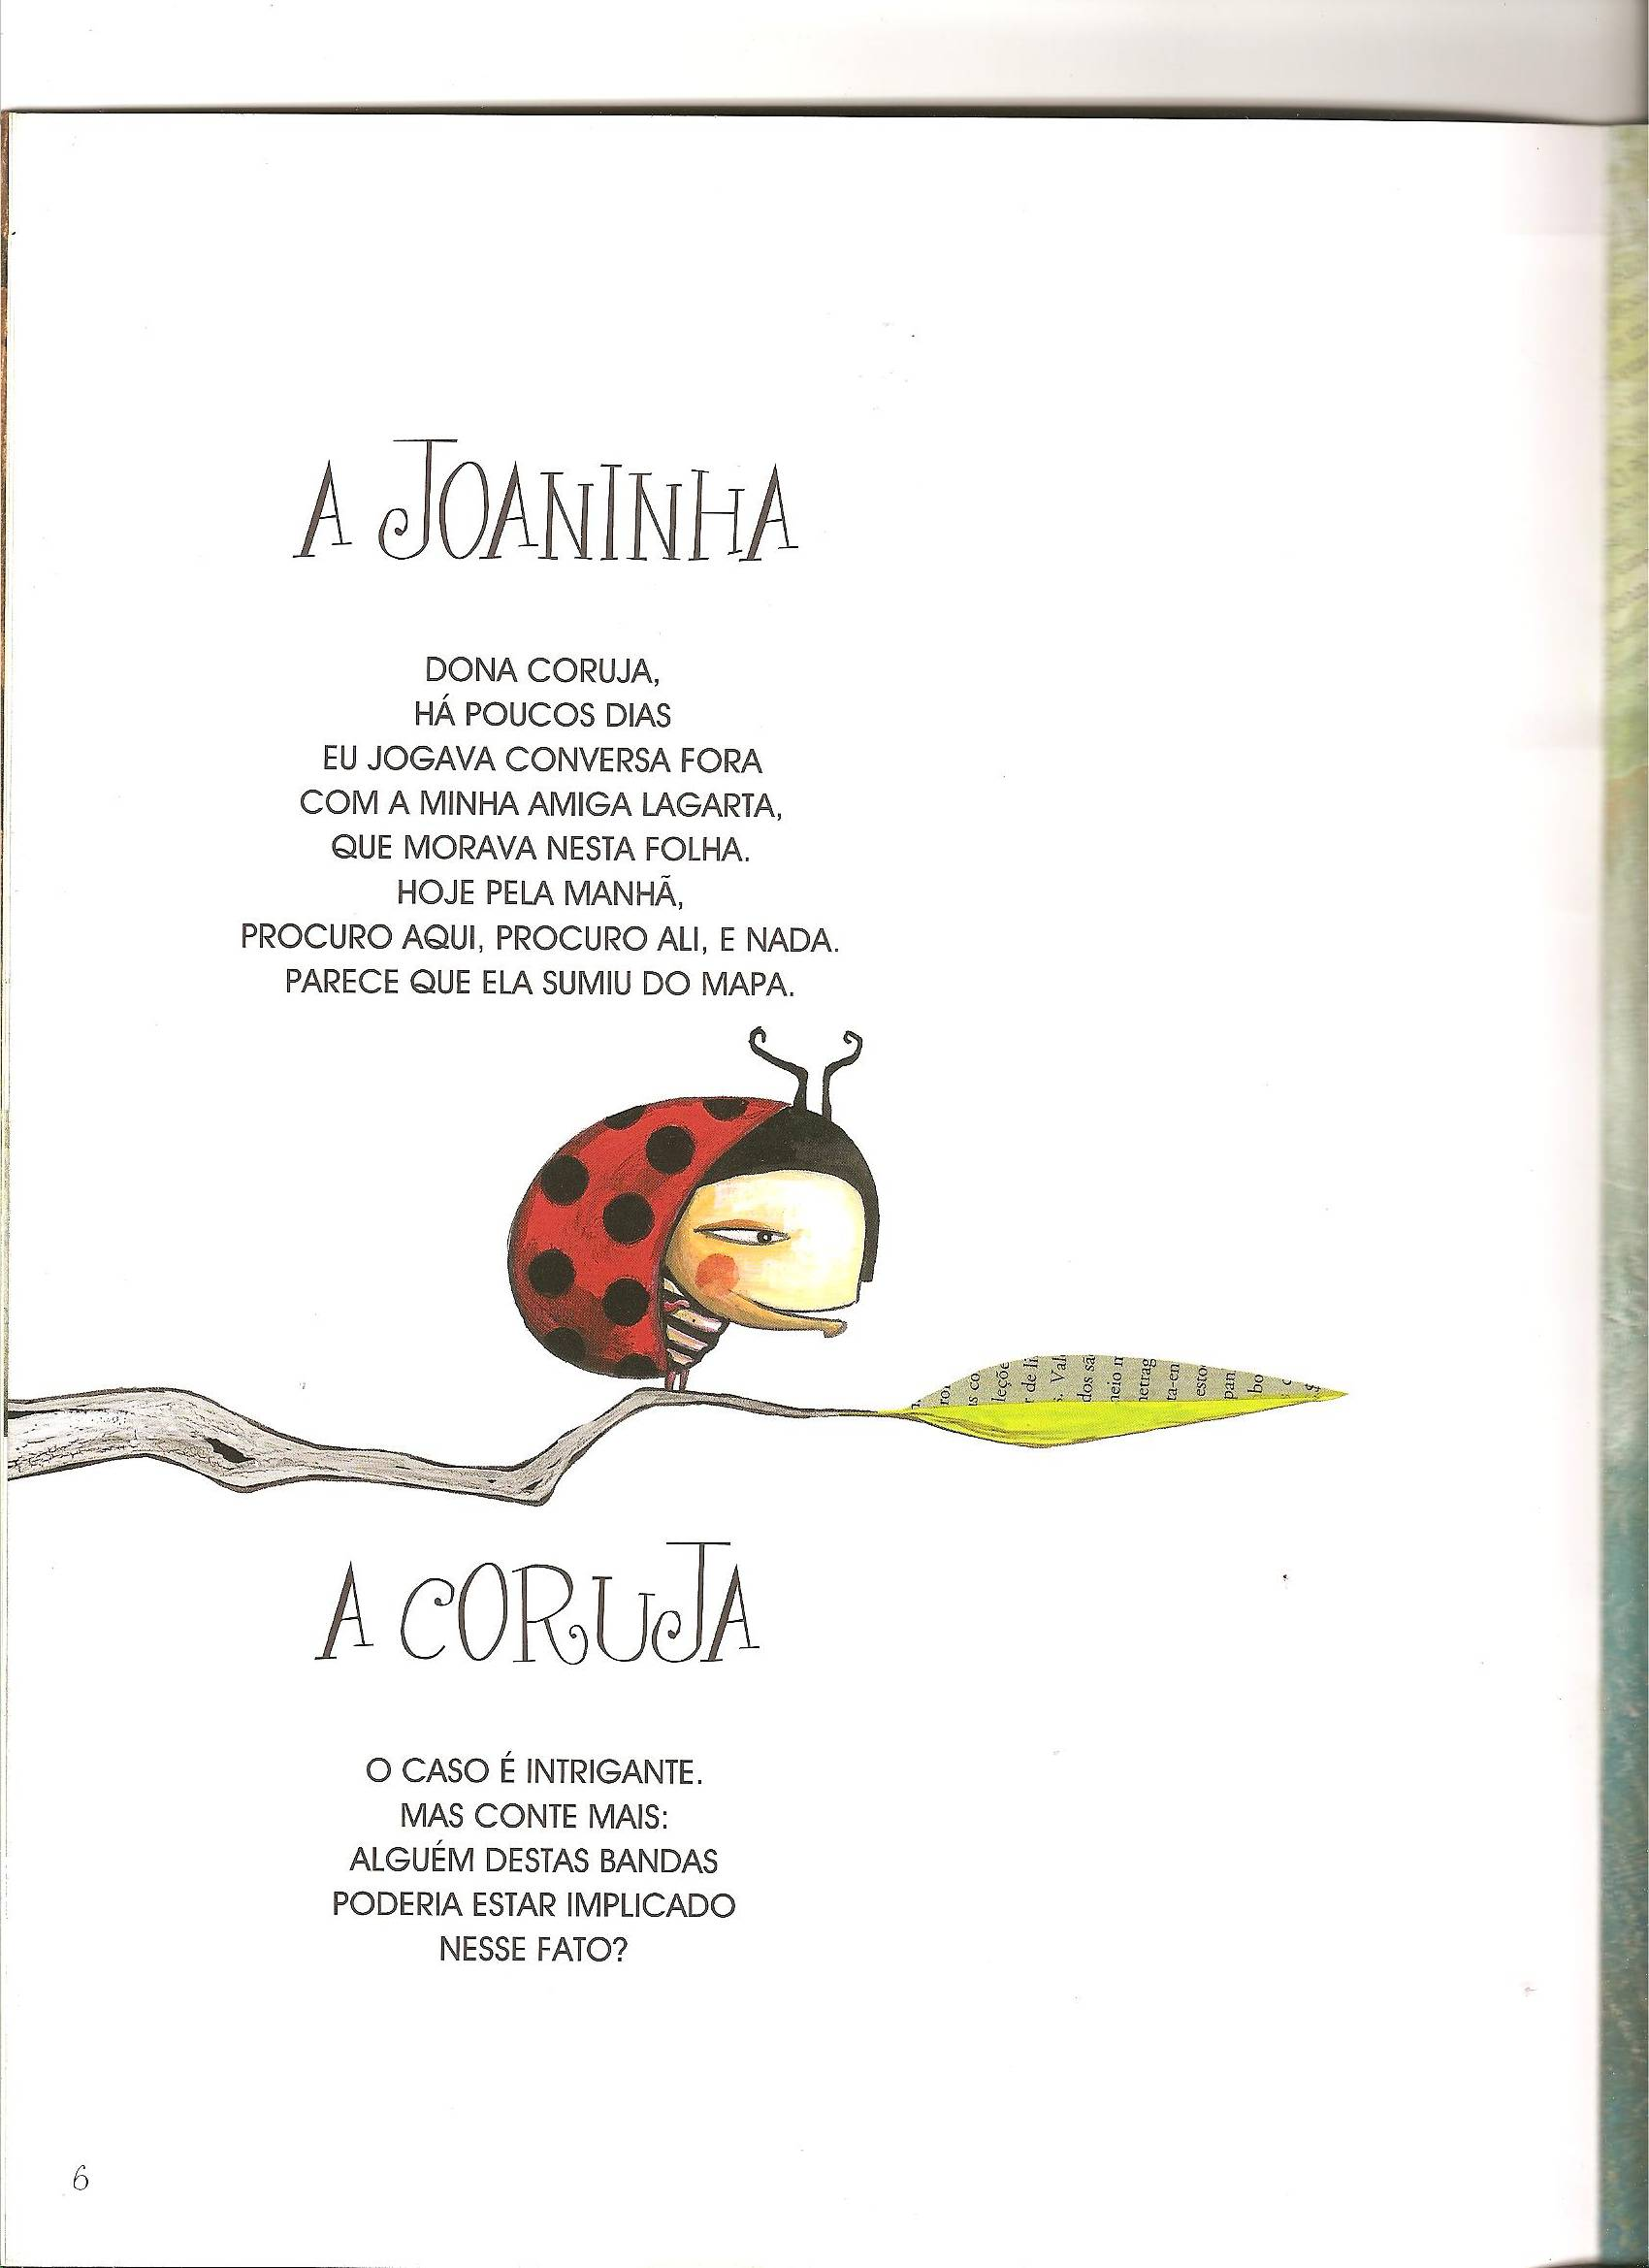 A JOANINHA
DONA CORUJA,
HÁ POUCOS DIAS
EU JOGAVA CONVERSA FORA
COM A MINHA AMIGA LAGARTA,
QUE MORAVA NESTA FOLHA.
HOJE PELA MANHÃ,
PROCURO AQUI, PROCURO ALI, E NADA.
PARECE QUE ELA SUMIU DO MAPA.
A CORUJA
O CASO É INTRIGANTE.
MAS CONTE MAIS:
ALGUÉM DESTAS BANDAS
PODERIA ESTAR IMPLICADO
NESSE FATO?
6